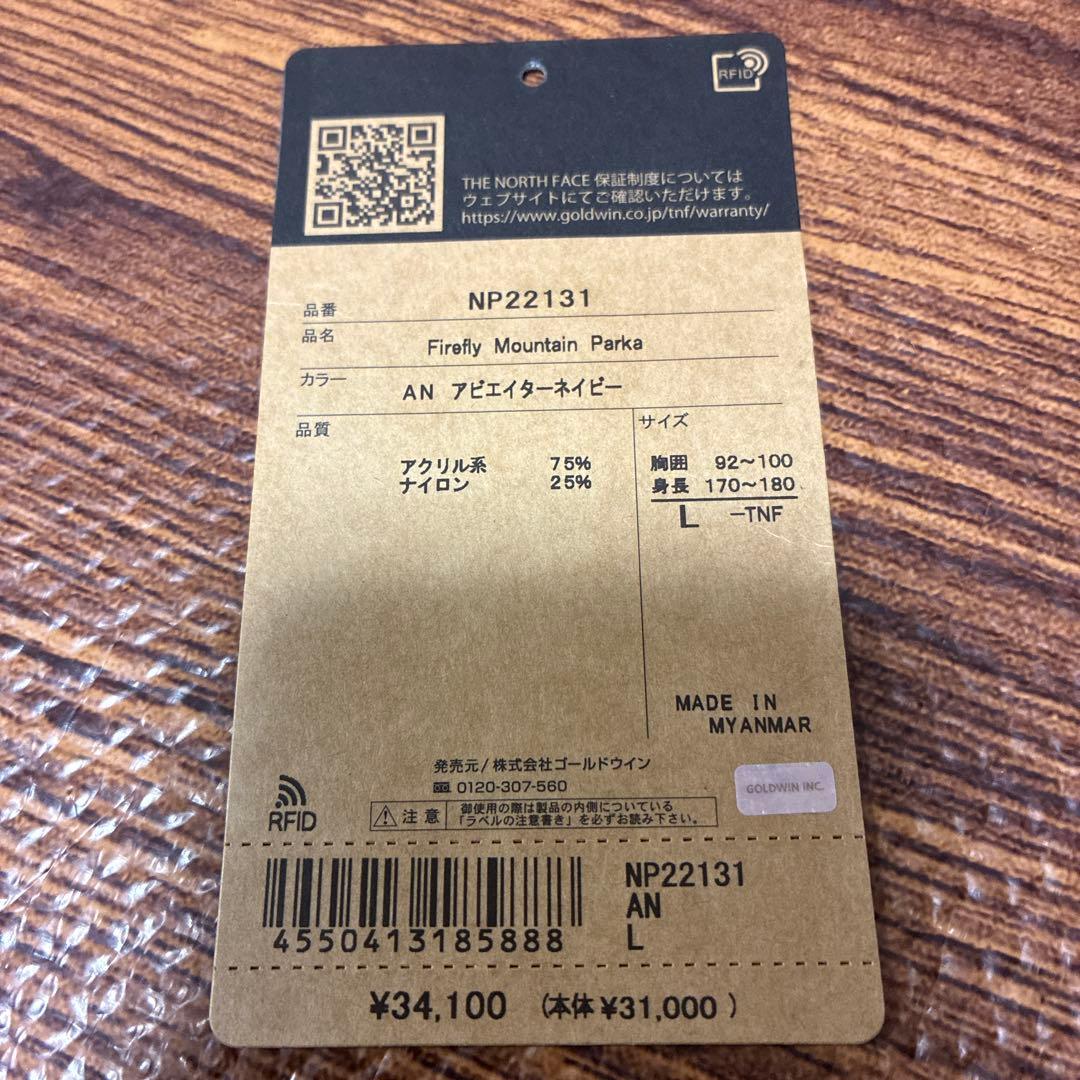 RFID
THE NORTH FACE 保証制度については
ウェブサイトにてご確認いただけます。
https://www.goldwin.co.jp/tnf/warranty/
品番 NP22131
品名 Firefly Mountain Parka
カラー AN アビエイターネイビー
品質
アクリル系 75%
ナイロン 25%
サイズ
胸囲 92～100
身長 170～180
L －TNF
MADE IN
MYANMAR
発売元/株式会社ゴールドウイン
0120-307-560
GOLDWIN INC.
RFID
注意
御使用の際は製品の内側についている
「ラベルの注意書き」を必ずお読み下さい。
4550413185888
NP22131
AN
L
¥34,100 (本体 ¥31,000 )